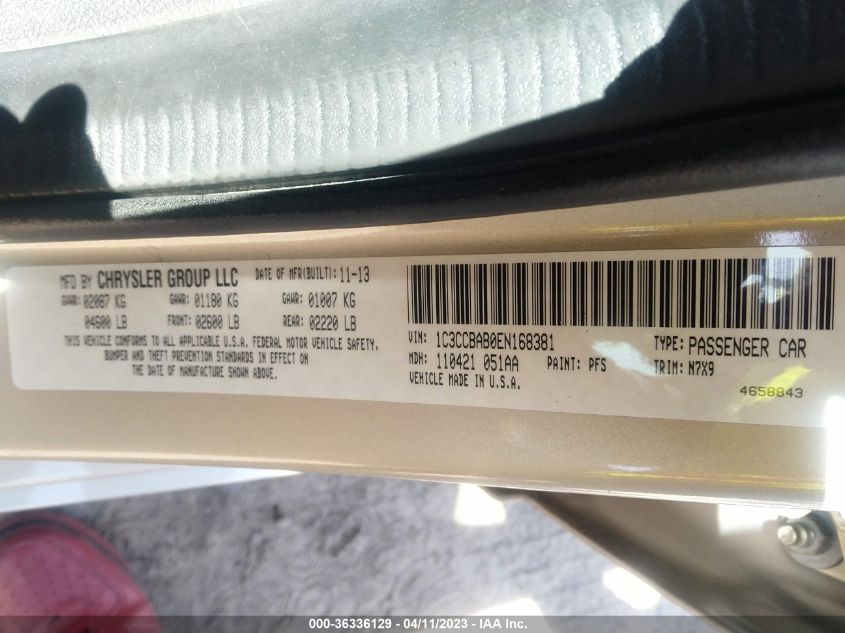 MFD BY CHRYSLER GROUP LLC DATE OF MFR(BUILT): 11-13
GVWR: 02087 KG GAWR: 01180 KG GAWR: 01007 KG
04600 LB FRONT: 02600 LB REAR: 02220 LB
THIS VEHICLE CONFORMS TO ALL APPLICABLE U.S.A. FEDERAL MOTOR VEHICLE SAFETY,
BUMPER AND THEFT PREVENTION STANDARDS IN EFFECT ON
THE DATE OF MANUFACTURE SHOWN ABOVE.
VIN: 1C3CCBAB0EN168381 TYPE: PASSENGER CAR
MDH: 110421 051AA PAINT: PFS TRIM: N7X9
VEHICLE MADE IN U.S.A.
4658843
000-36336129 - 04/11/2023 - IAA Inc.